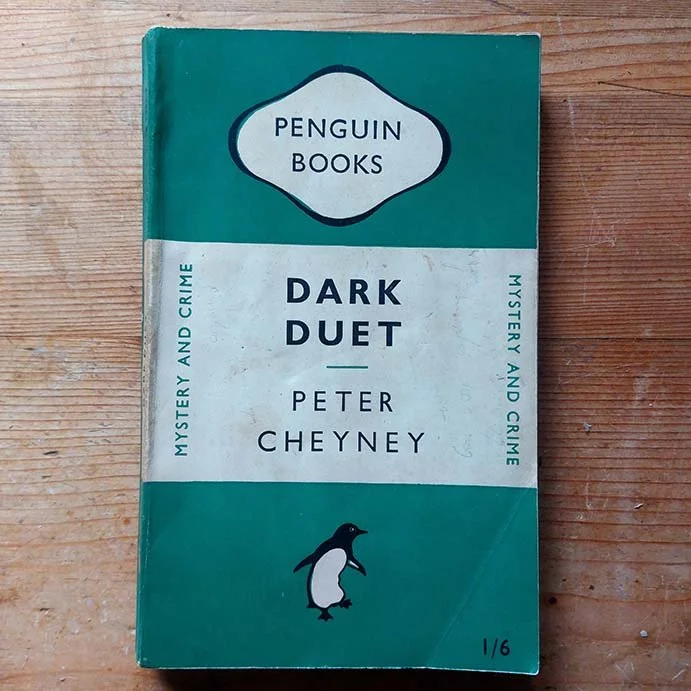 PENGUIN
BOOKS
MYSTERY AND CRIME
DARK
DUET
PETER
CHEYNEY
MYSTERY AND CRIME
1/6